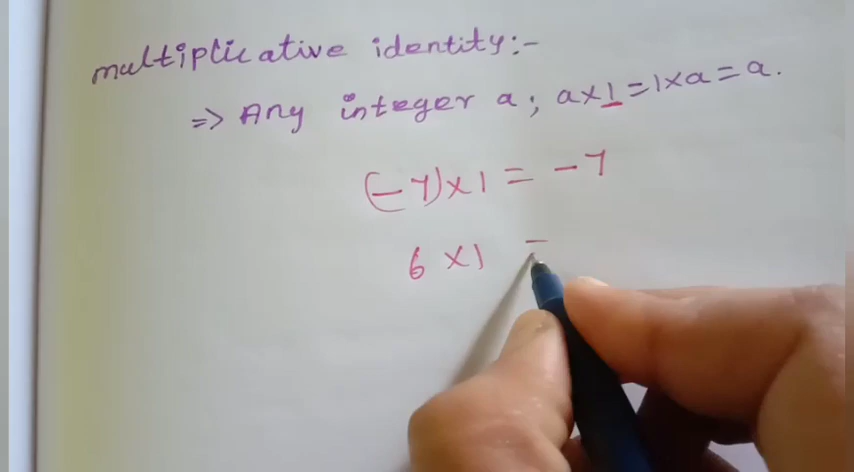 multiplicative identity:-
=> Any integer a; a×1=1×a=a.
(-7)×1 = -7
6 ×1 =